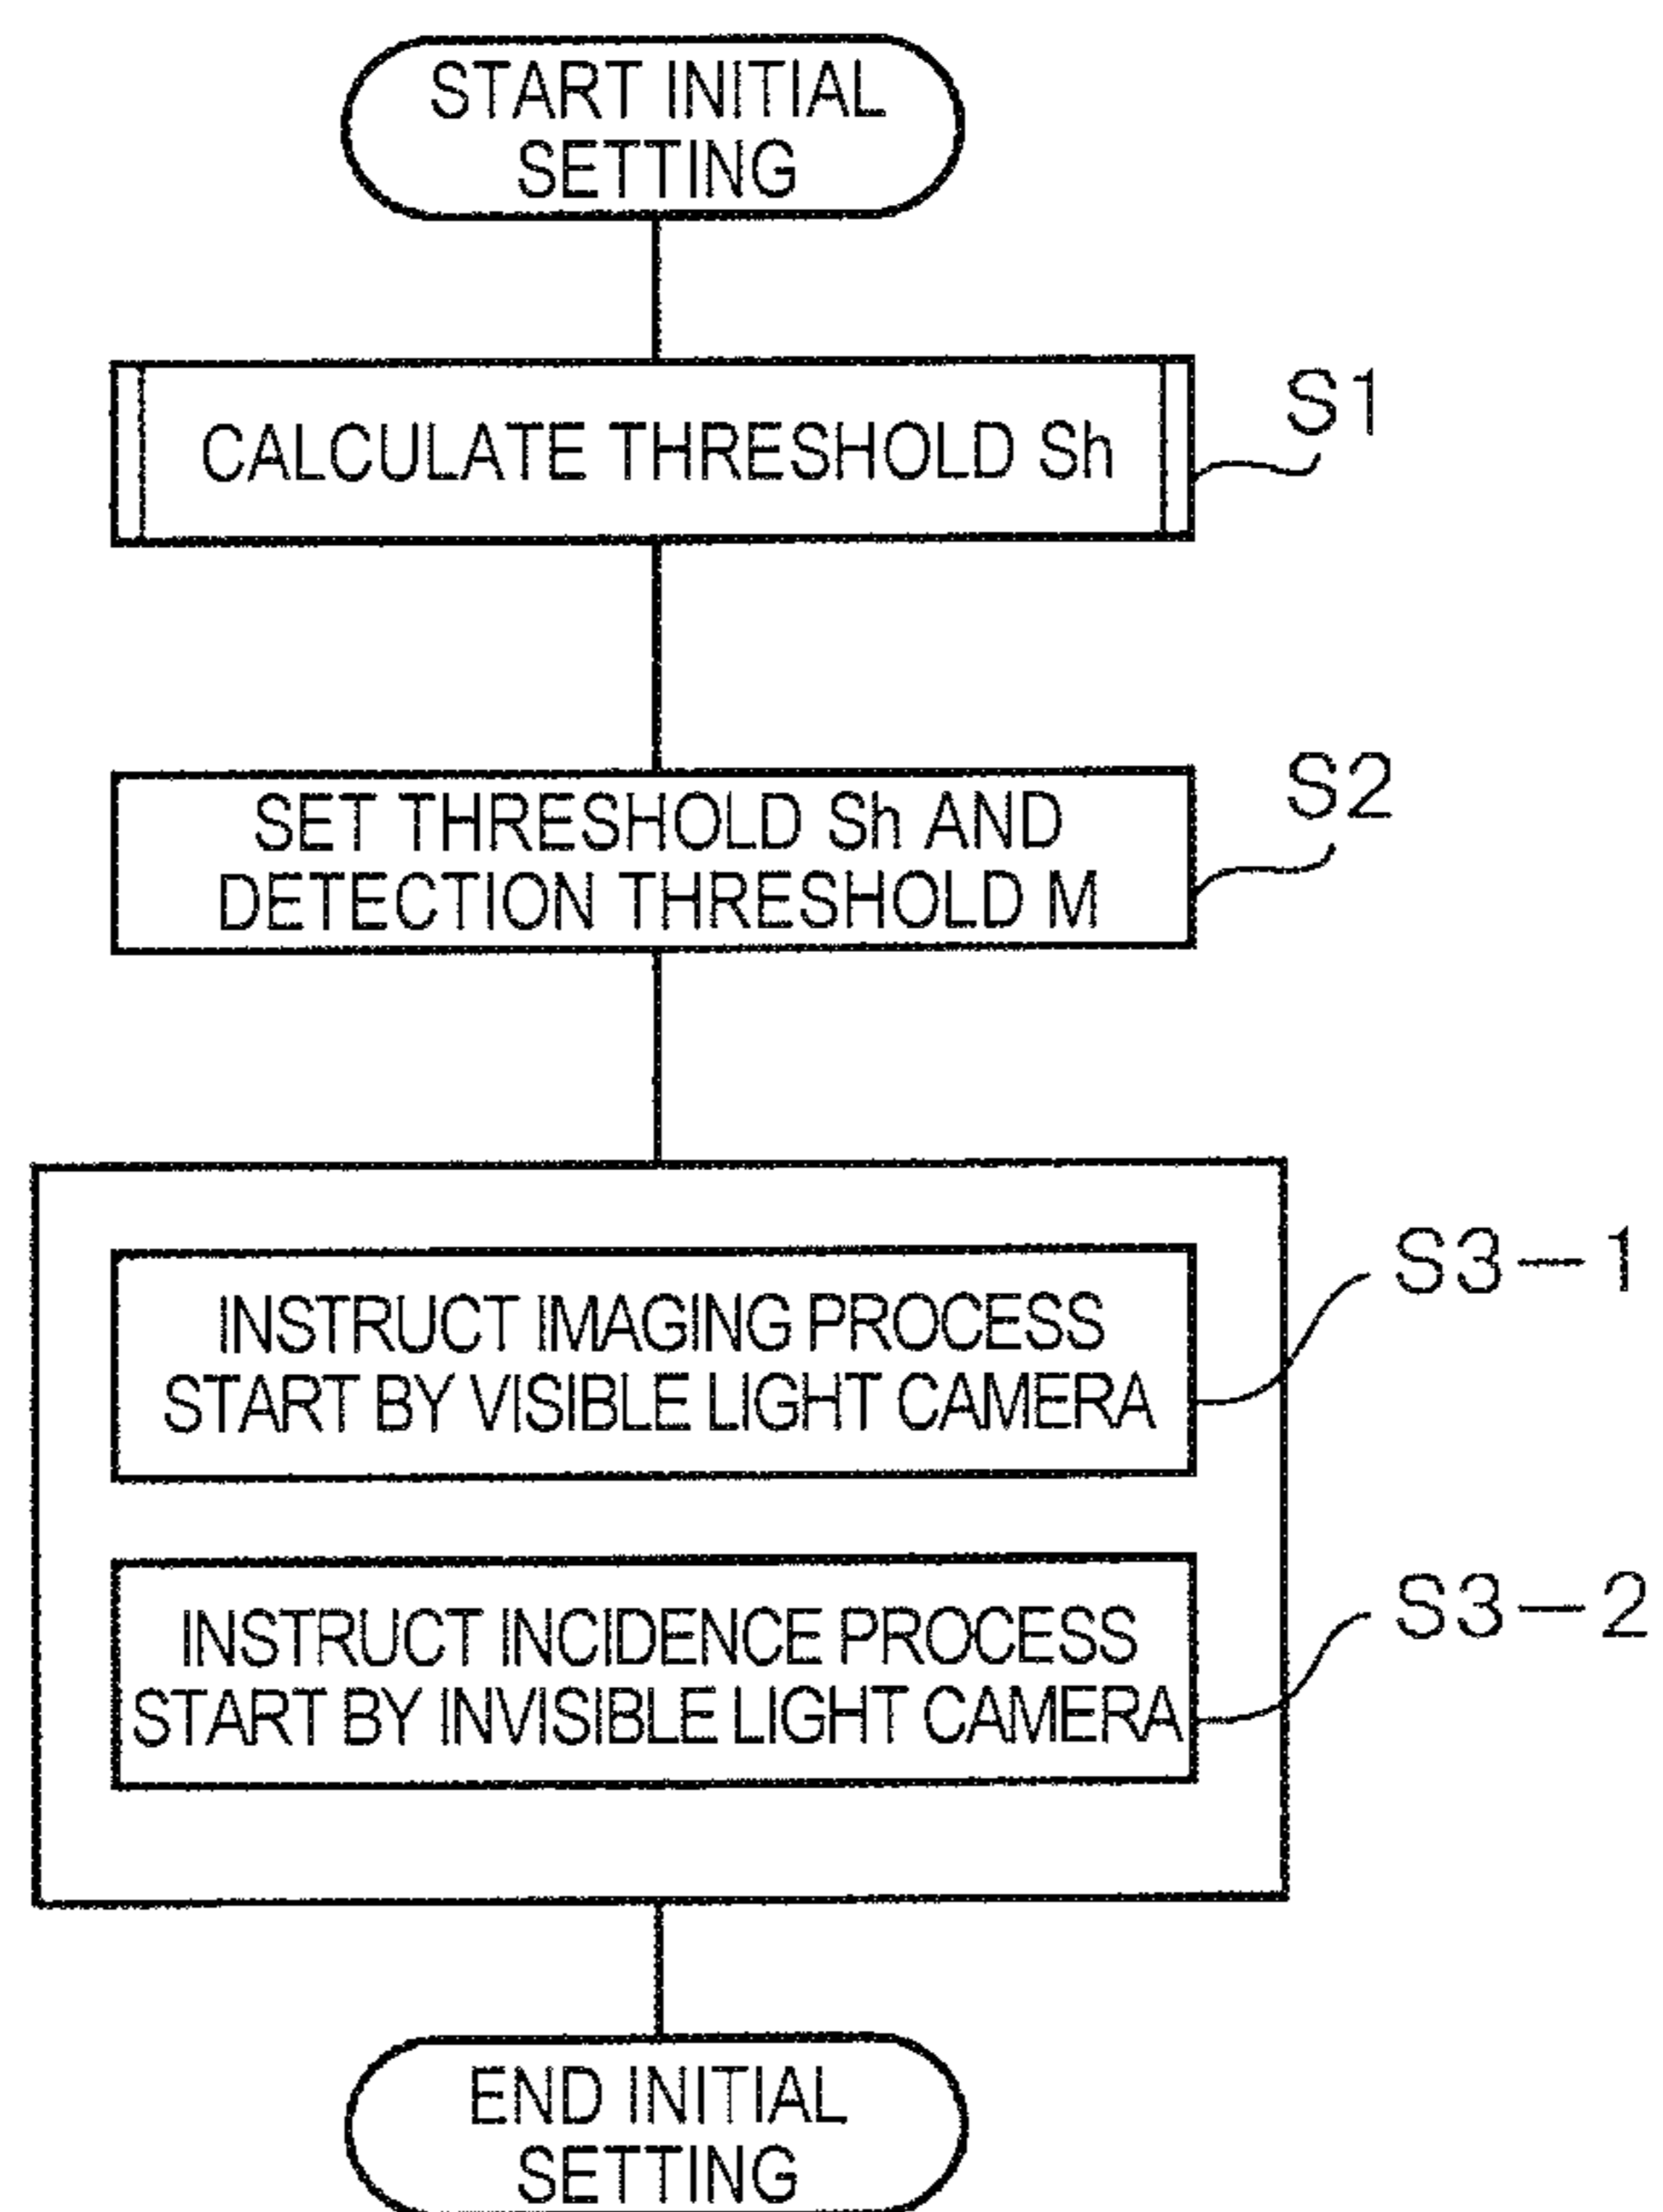 START INITIAL
SETTING
CALCULATE THRESHOLD Sh
S1
SET THRESHOLD Sh AND
DETECTION THRESHOLD M
S2
INSTRUCT IMAGING PROCESS
START BY VISIBLE LIGHT CAMERA
S3-1
INSTRUCT INCIDENCE PROCESS
START BY INVISIBLE LIGHT CAMERA
S3-2
END INITIAL
SETTING